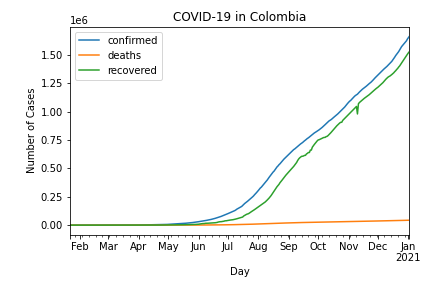 COVID-19 in Colombia
1e6
confirmed
deaths
recovered
1.50
1.25
1.00
0.75
0.50
0.25
0.00
Number of Cases
Feb Mar Apr May Jun Jul Aug Sep Oct Nov Dec Jan
2021
Day